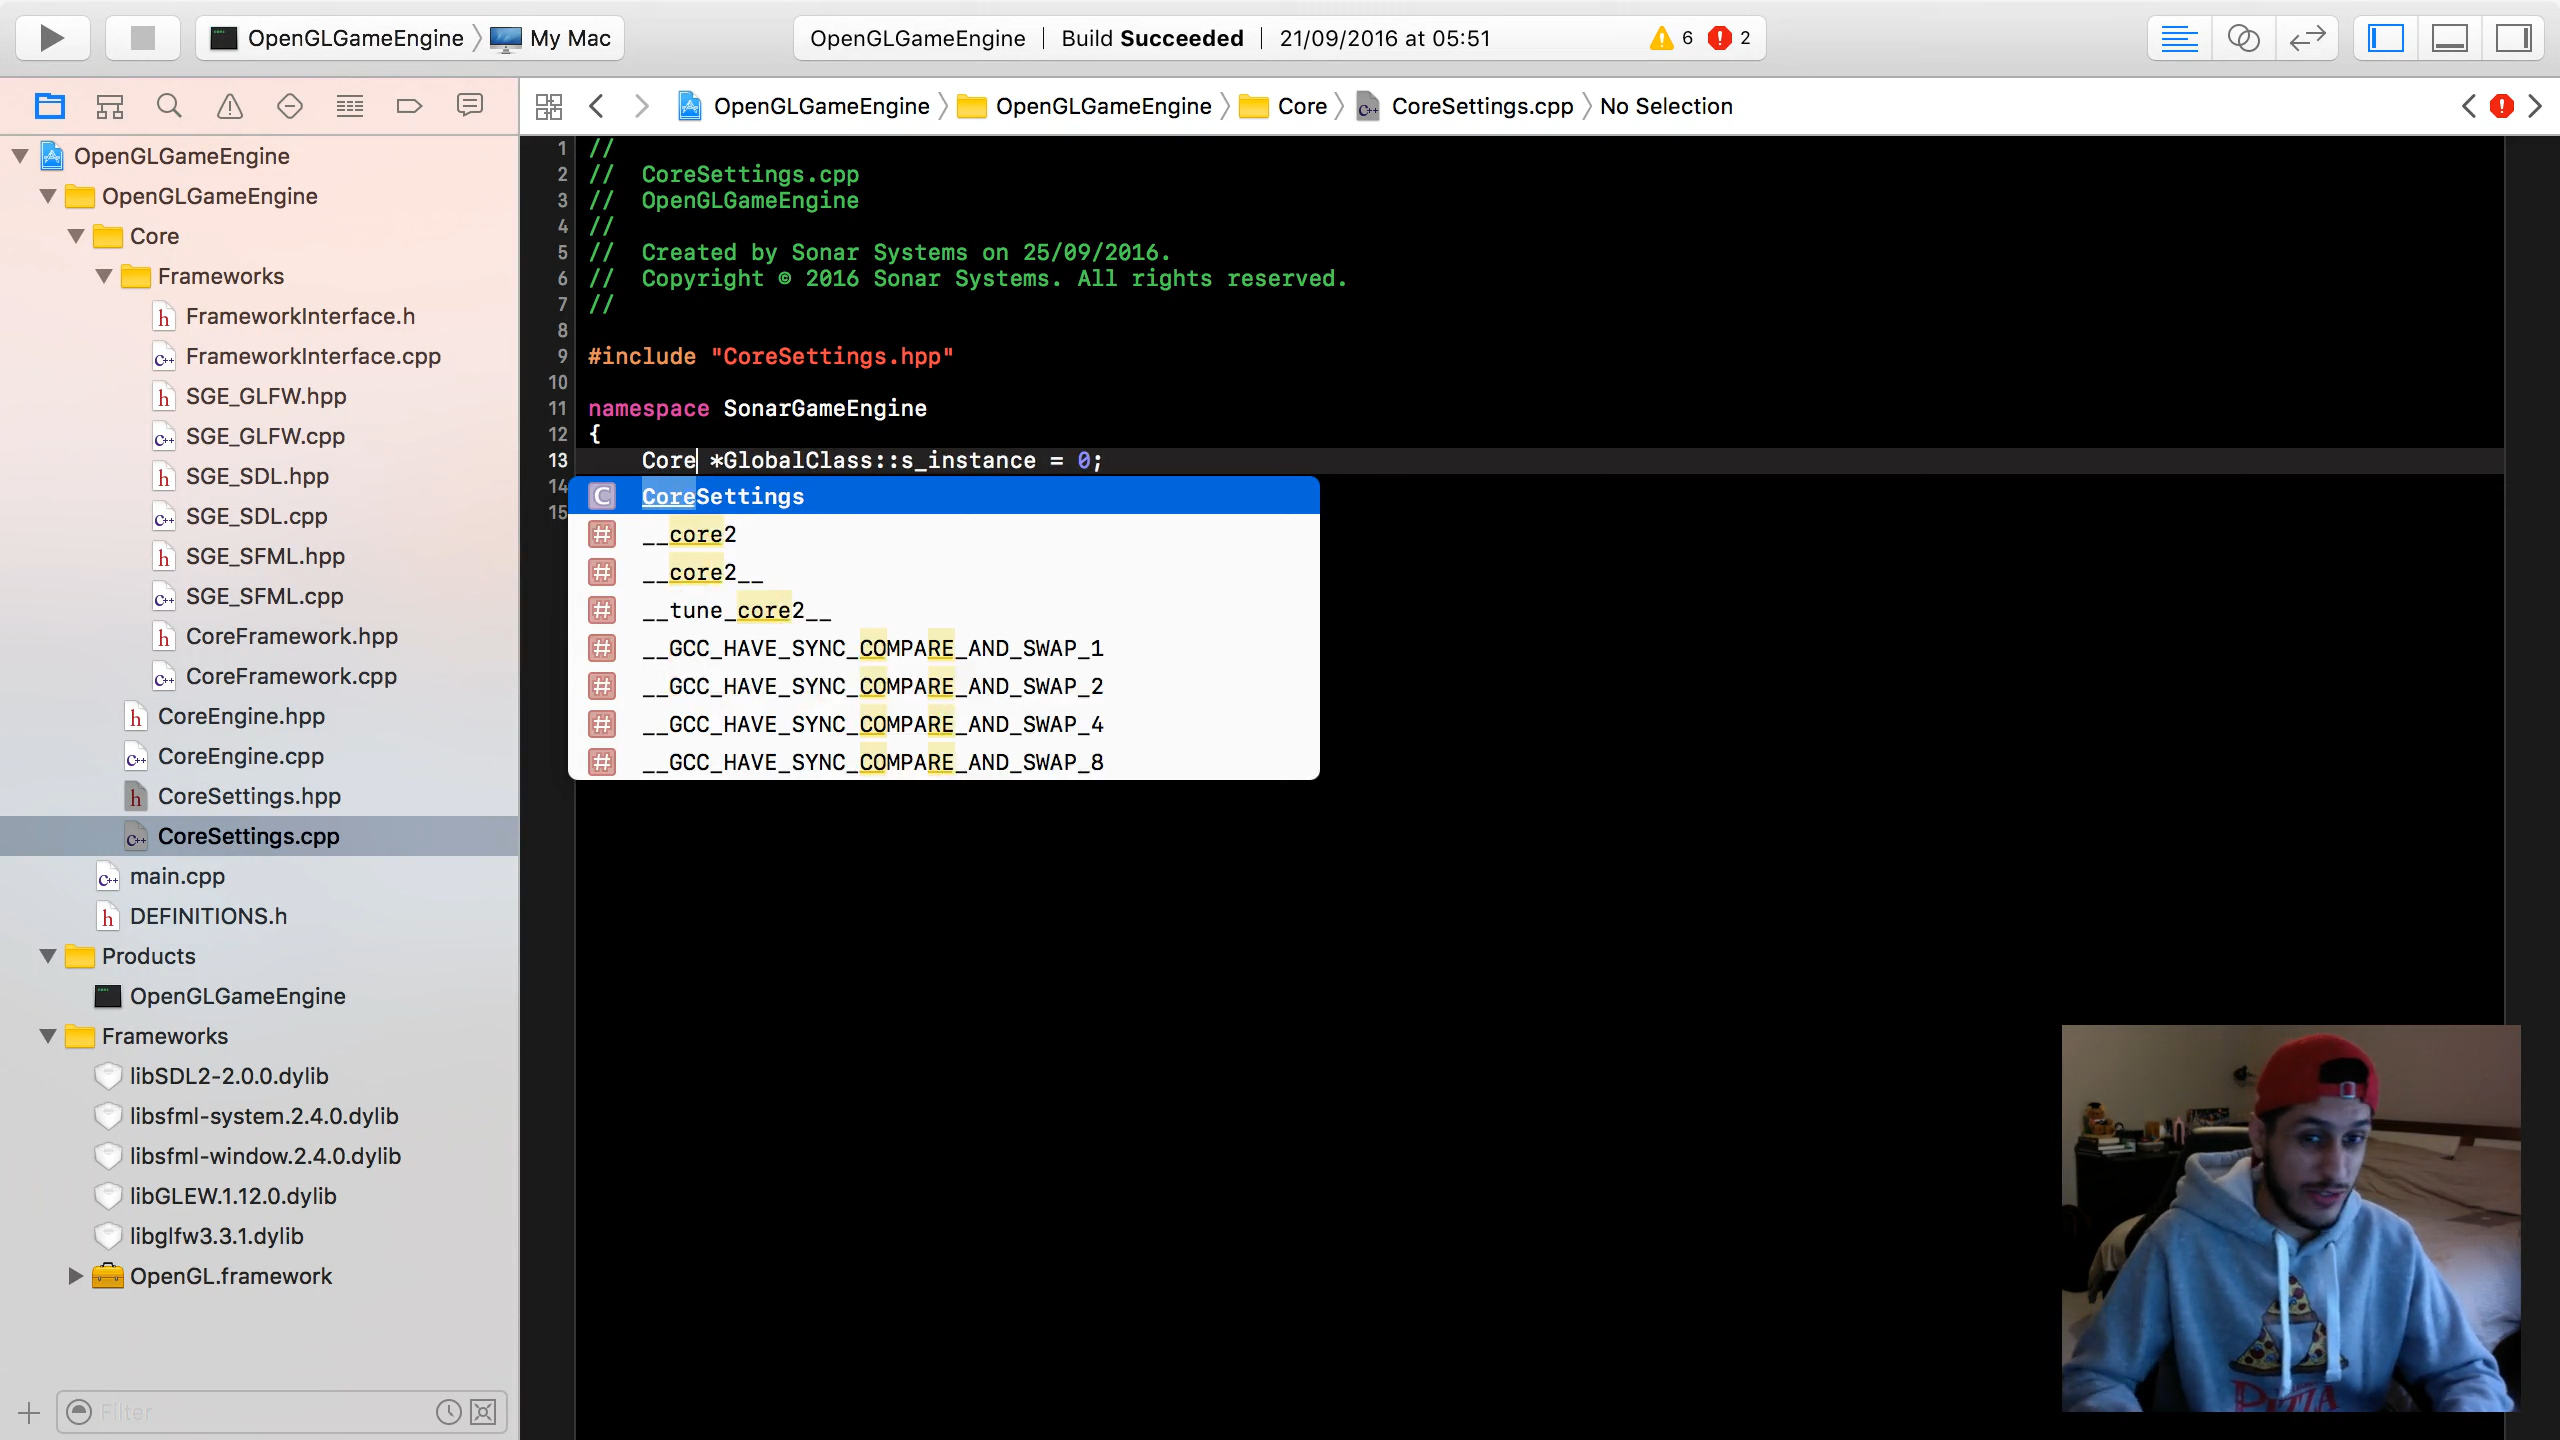 OpenGLGameEngine My Mac
OpenGLGameEngine Build Succeeded 21/09/2016 at 05:51 6 2
OpenGLGameEngine OpenGLGameEngine Core CoreSettings.cpp No Selection
OpenGLGameEngine
OpenGLGameEngine
Core
Frameworks
FrameworkInterface.h
FrameworkInterface.cpp
SGE_GLFW.hpp
SGE_GLFW.cpp
SGE_SDL.hpp
SGE_SDL.cpp
SGE_SFML.hpp
SGE_SFML.cpp
CoreFramework.hpp
CoreFramework.cpp
CoreEngine.hpp
CoreEngine.cpp
CoreSettings.hpp
CoreSettings.cpp
main.cpp
DEFINITIONS.h
Products
OpenGLGameEngine
Frameworks
libSDL2-2.0.0.dylib
libsfml-system.2.4.0.dylib
libsfml-window.2.4.0.dylib
libGLEW.1.12.0.dylib
libglfw3.3.1.dylib
OpenGL.framework
Filter
1 //
2 // CoreSettings.cpp
3 // OpenGLGameEngine
4 //
5 // Created by Sonar Systems on 25/09/2016.
6 // Copyright © 2016 Sonar Systems. All rights reserved.
7 //
8
9 #include "CoreSettings.hpp"
10
11 namespace SonarGameEngine
12 {
13 Core *GlobalClass::s_instance = 0;
14
15
C CoreSettings
# __core2
# __core2__
# __tune_core2__
# __GCC_HAVE_SYNC_COMPARE_AND_SWAP_1
# __GCC_HAVE_SYNC_COMPARE_AND_SWAP_2
# __GCC_HAVE_SYNC_COMPARE_AND_SWAP_4
# __GCC_HAVE_SYNC_COMPARE_AND_SWAP_8
PIZZA